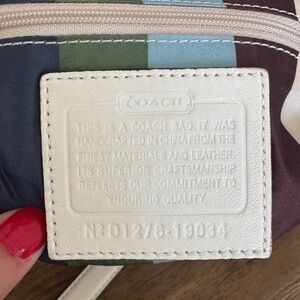 COACH
THIS IS A COACH BAG. IT WAS
HANDCRAFTED IN CHINA FROM THE
FINEST MATERIALS AND LEATHER.
ITS SUPERIOR CRAFTSMANSHIP
REFLECTS OUR COMMITMENT TO
ENDURING QUALITY.
Nº D1276-19034